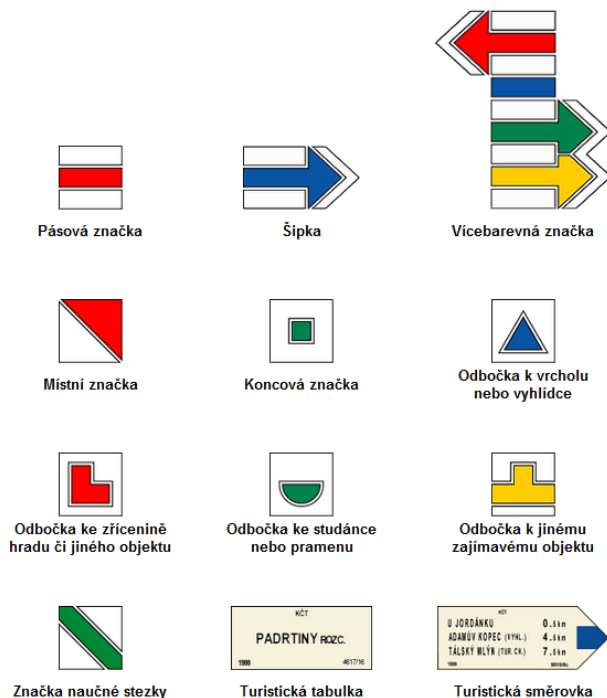 Pásová značka
Šipka
Vícebarevná značka
Místní značka
Koncová značka
Odbočka k vrcholu
nebo vyhlídce
Odbočka ke zřícenině
hradu či jiného objektu
Odbočka ke studánce
nebo pramenu
Odbočka k jinému
zajímavému objektu
KČT
PADRTINY ROZC.
1999 4617/16
KČT
U JORDÁNKU 0.5km
ADAMŮV KOPEC (VYHL.) 4.5km
TÁLSKÝ MLÝN (TUR.CH.) 7.5km
1999
Značka naučné stezky
Turistická tabulka
Turistická směrovka